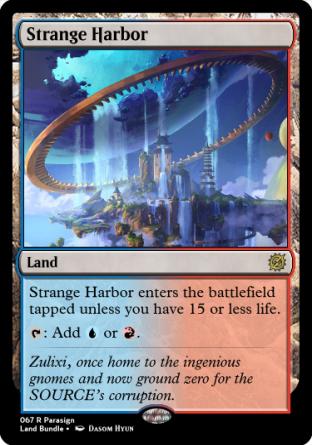 Strange Harbor
Land
Strange Harbor enters the battlefield
tapped unless you have 15 or less life.
: Add or .
Zulixi, once home to the ingenious
gnomes and now ground zero for the
SOURCE's corruption.
067 R Parasign
Land Bundle • Dasom Hyun